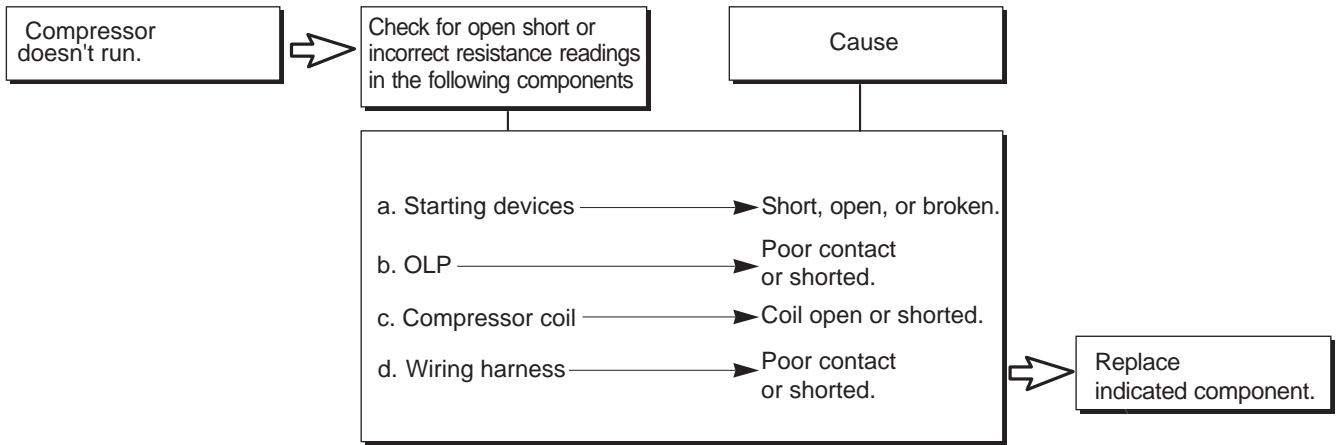 Compressor
doesn't run.
Check for open short or
incorrect resistance readings
in the following components
Cause
a. Starting devices
Short, open, or broken.
b. OLP
Poor contact
or shorted.
c. Compressor coil
Coil open or shorted.
d. Wiring harness
Poor contact
or shorted.
Replace
indicated component.